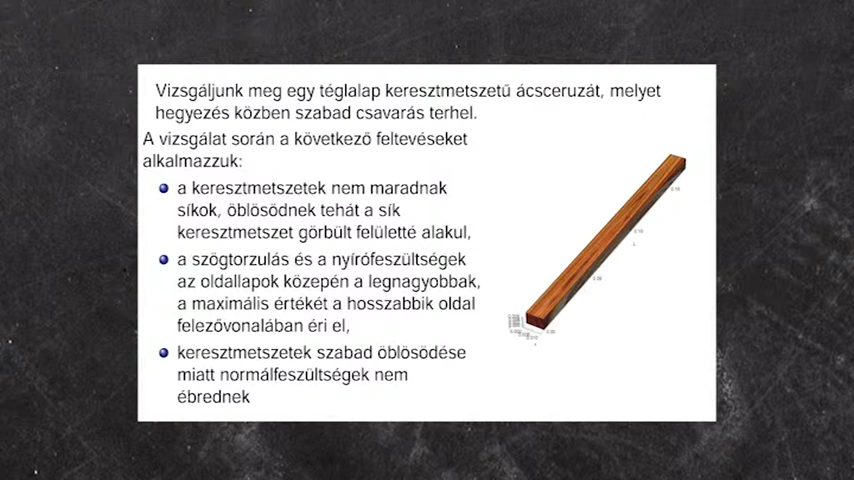 Vizsgáljunk meg egy téglalap keresztmetszetű ácsceruzát, melyet
hegyezés közben szabad csavarás terhel.
A vizsgálat során a következő feltevéseket
alkalmazzuk:
a keresztmetszetek nem maradnak
síkok, öblösödnek tehát a sík
keresztmetszet görbült felületté alakul,
a szögtorzulás és a nyírófeszültségek
az oldallapok közepén a legnagyobbak,
a maximális értékét a hosszabbik oldal
felezővonalában éri el,
keresztmetszetek szabad öblösödése
miatt normálfeszültségek nem
ébrednek